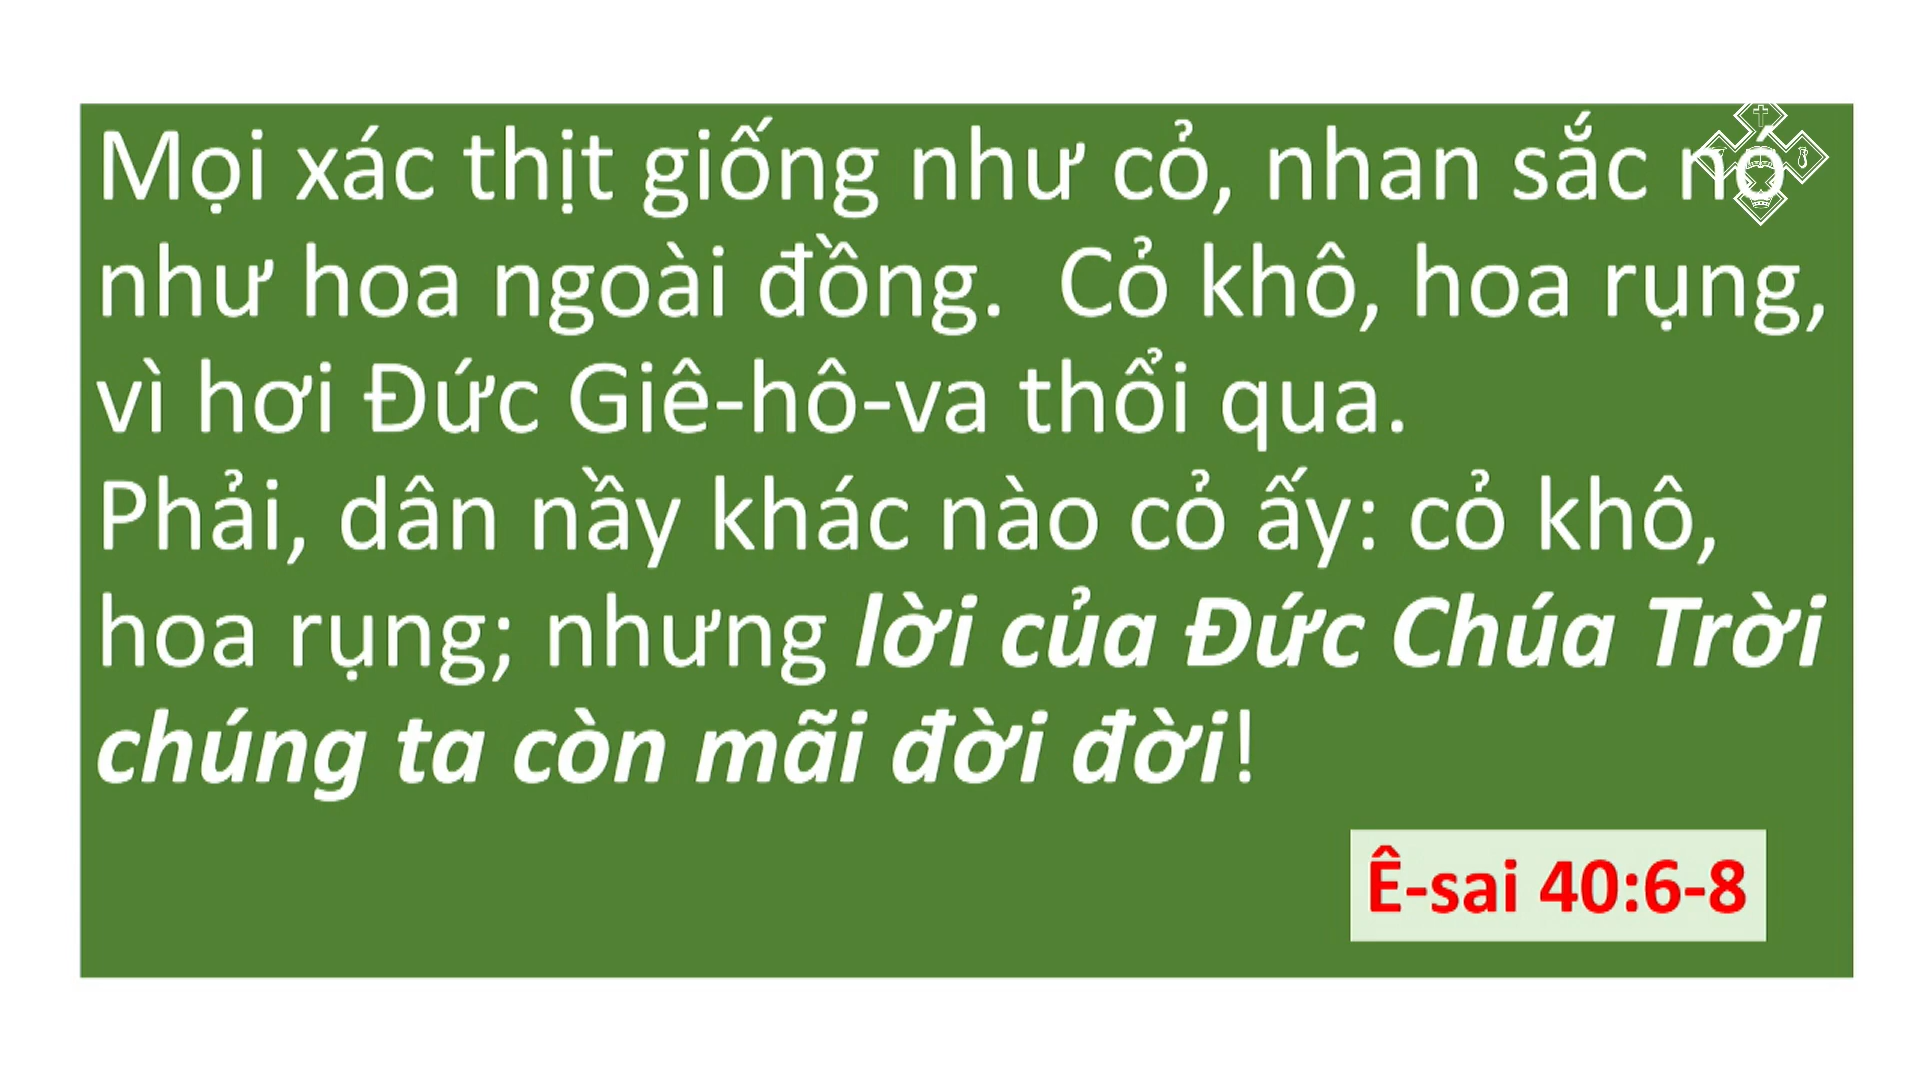 Mọi xác thịt giống như cỏ, nhan sắc nó
như hoa ngoài đồng.  Cỏ khô, hoa rụng,
vì hơi Đức Giê-hô-va thổi qua.
Phải, dân nầy khác nào cỏ ấy: cỏ khô,
hoa rụng; nhưng lời của Đức Chúa Trời
chúng ta còn mãi đời đời!
Ê-sai 40:6-8